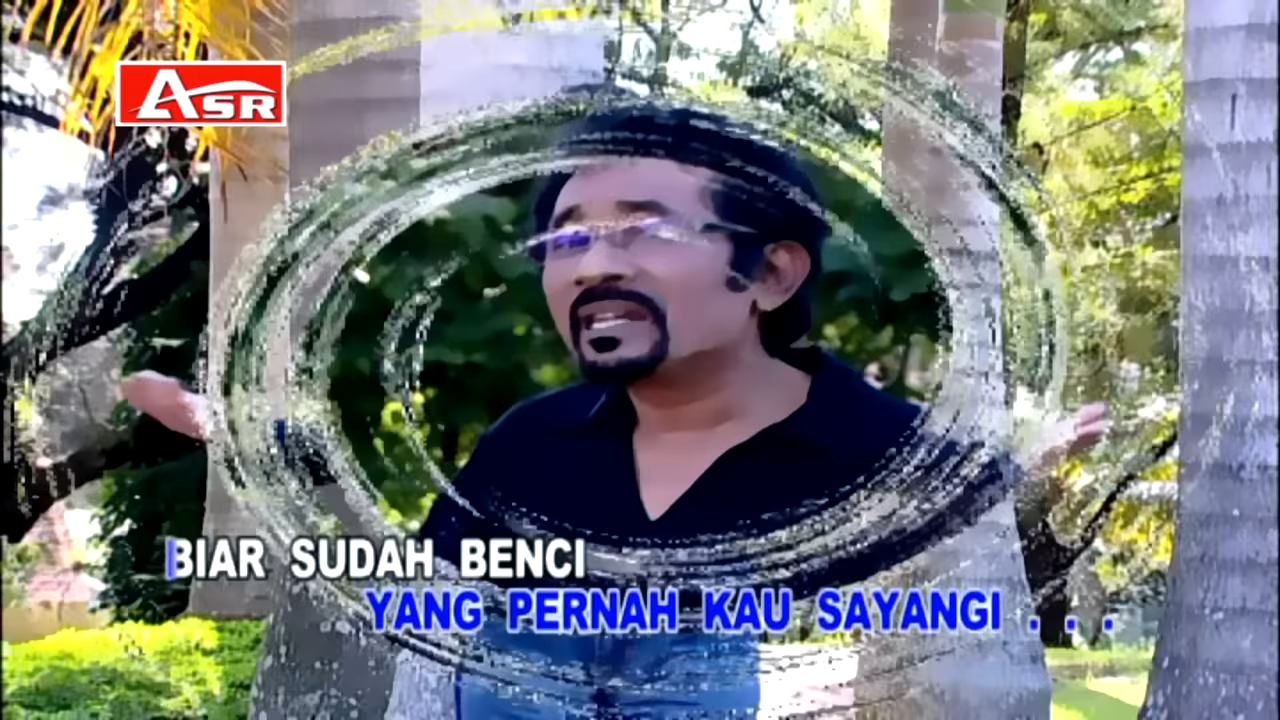 ASR
BIAR SUDAH BENCI
YANG PERNAH KAU SAYANGI . . .